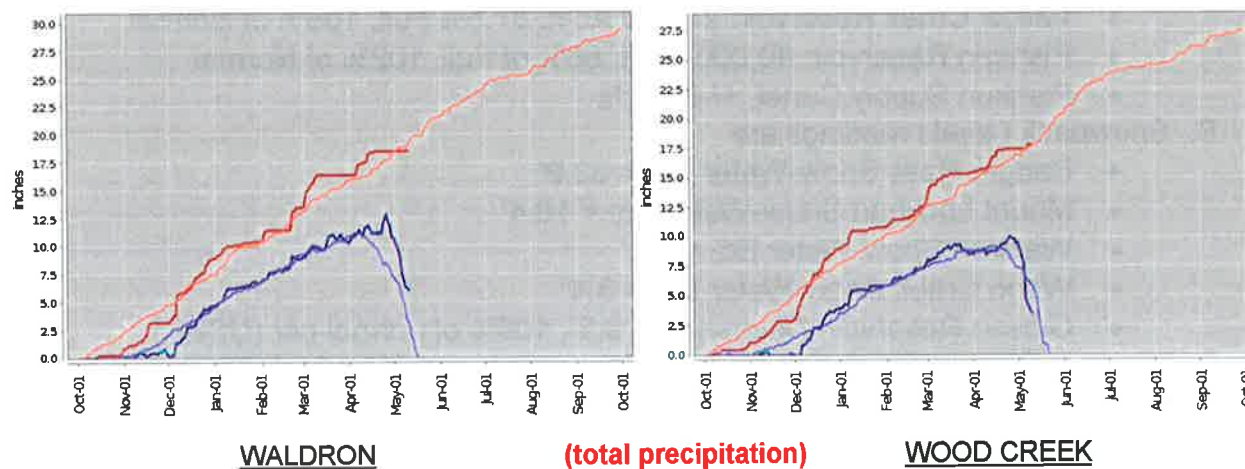 30.0
27.5
25.0
22.5
20.0
17.5
15.0
12.5
10.0
7.5
5.0
2.5
0.0
inches
Oct-01
Nov-01
Dec-01
Jan-01
Feb-01
Mar-01
Apr-01
May-01
Jun-01
Jul-01
Aug-01
Sep-01
Oct-01
27.5
25.0
22.5
20.0
17.5
15.0
12.5
10.0
7.5
5.0
2.5
0.0
inches
Oct-01
Nov-01
Dec-01
Jan-01
Feb-01
Mar-01
Apr-01
May-01
Jun-01
Jul-01
Aug-01
Sep-01
WALDRON (total precipitation) WOOD CREEK